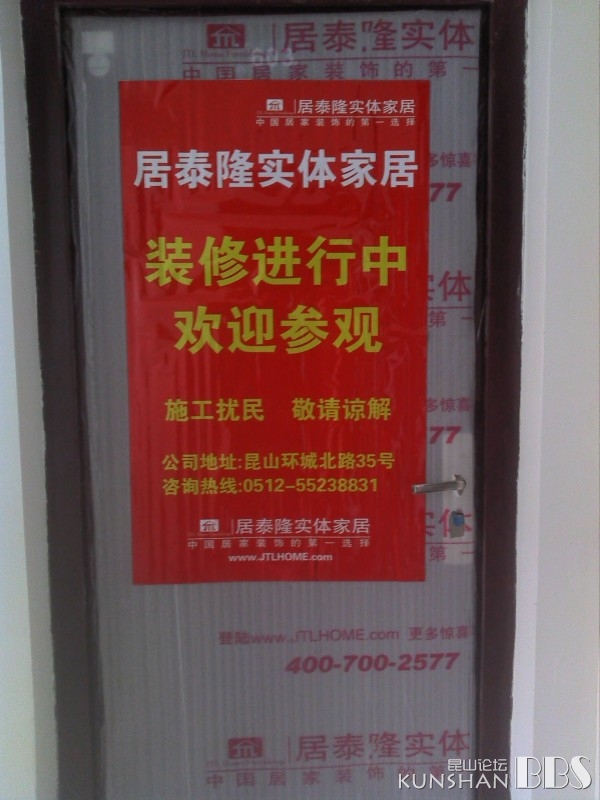 居泰隆实体
中国居家装饰的第一
603
居泰隆实体家居
中国居家装饰的第一选择
居泰隆实体家居
多惊喜
77
装修进行中
实体
第一
欢迎参观
施工扰民 敬请谅解
多惊喜
77
公司地址:昆山环城北路35号
咨询热线:0512-55238831
居泰隆实体家居
中国居家装饰的第一选择
www.JTLHOME.com
实体
第一
登陆www.JTLHOME.com 更多惊喜
400-700-2577
居泰隆实体
中国居家装饰的第一
昆山论坛
KUNSHAN BBS